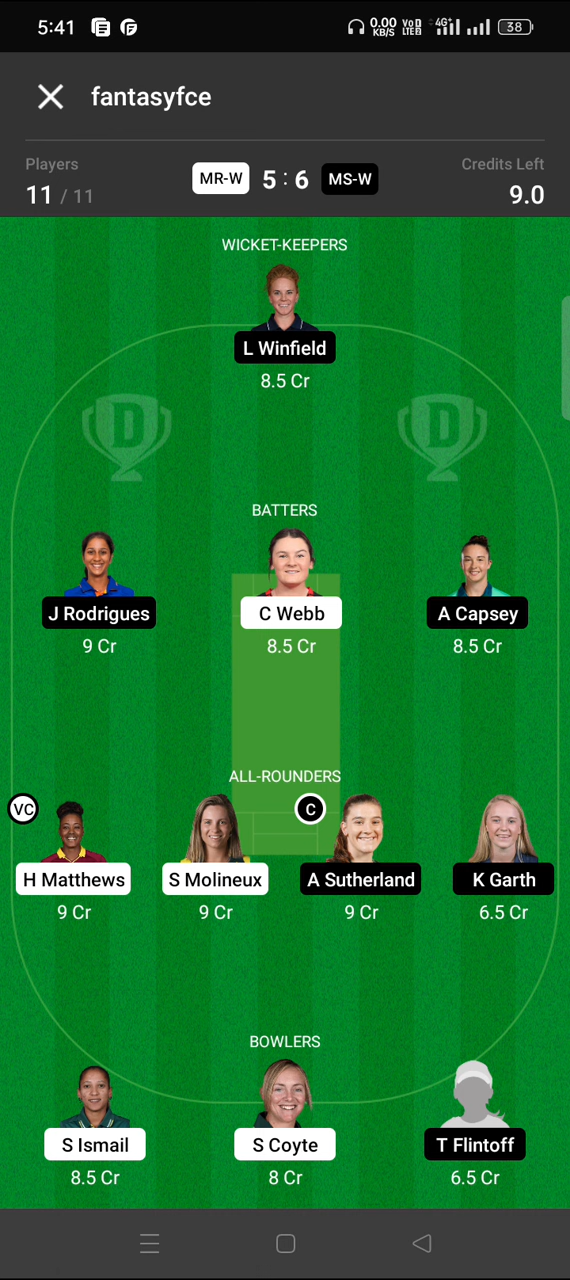 5:41 0.00 KB/S Vo LTE 4G+ 38
fantasyfce
Players Credits Left
11 / 11 MR-W 5 : 6 MS-W 9.0
WICKET-KEEPERS
L Winfield
8.5 Cr
D D
BATTERS
J Rodrigues C Webb A Capsey
9 Cr 8.5 Cr 8.5 Cr
ALL-ROUNDERS
VC C
H Matthews S Molineux A Sutherland K Garth
9 Cr 9 Cr 9 Cr 6.5 Cr
BOWLERS
S Ismail S Coyte T Flintoff
8.5 Cr 8 Cr 6.5 Cr